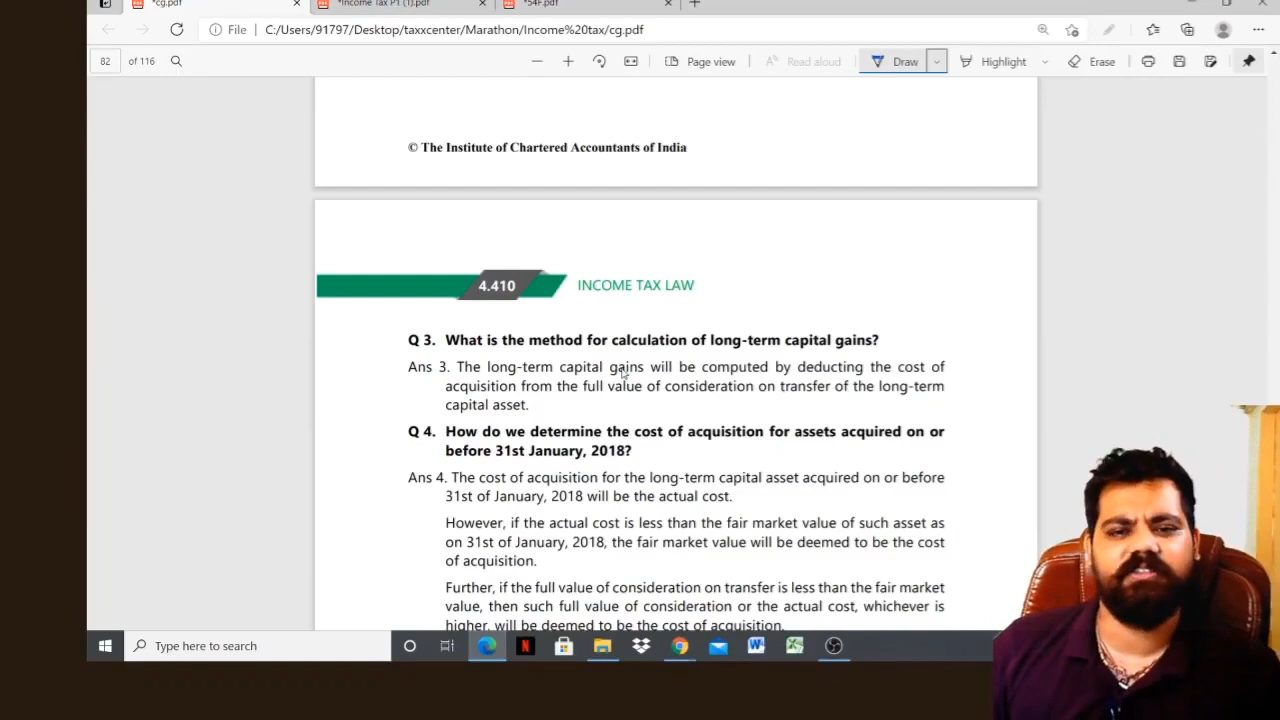 *cg.pdf
*Income Tax P1 (1).pdf
*54F.pdf
File C:/Users/91797/Desktop/taxxcenter/Marathon/Income%20tax/cg.pdf
82 of 116
Page view
Read aloud
Draw
Highlight
Erase
© The Institute of Chartered Accountants of India
4.410 INCOME TAX LAW
Q 3. What is the method for calculation of long-term capital gains?
Ans 3. The long-term capital gains will be computed by deducting the cost of
acquisition from the full value of consideration on transfer of the long-term
capital asset.
Q 4. How do we determine the cost of acquisition for assets acquired on or
before 31st January, 2018?
Ans 4. The cost of acquisition for the long-term capital asset acquired on or before
31st of January, 2018 will be the actual cost.
However, if the actual cost is less than the fair market value of such asset as
on 31st of January, 2018, the fair market value will be deemed to be the cost
of acquisition.
Further, if the full value of consideration on transfer is less than the fair market
value, then such full value of consideration or the actual cost, whichever is
higher, will be deemed to be the cost of acquisition.
Type here to search